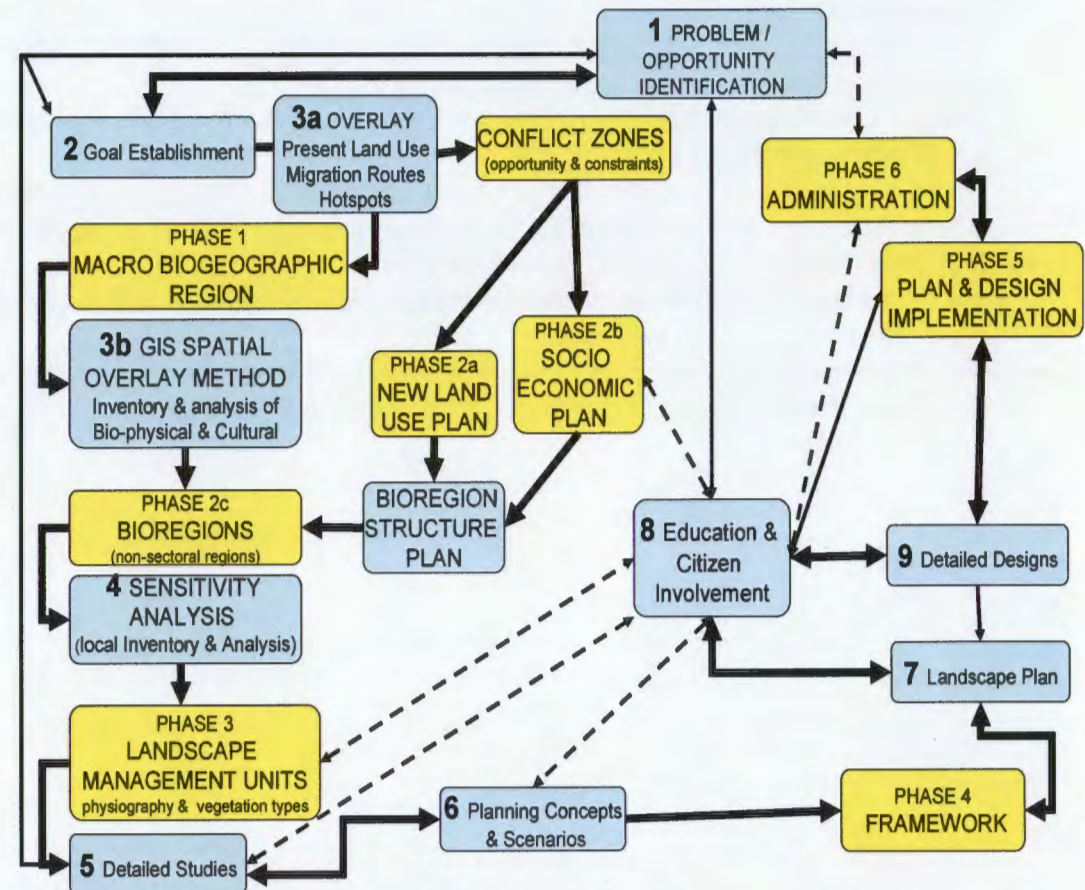 1 PROBLEM /
OPPORTUNITY
IDENTIFICATION
2 Goal Establishment
3a OVERLAY
Present Land Use
Migration Routes
Hotspots
CONFLICT ZONES
(opportunity & constraints)
PHASE 6
ADMINISTRATION
PHASE 1
MACRO BIOGEOGRAPHIC
REGION
PHASE 5
PLAN & DESIGN
IMPLEMENTATION
3b GIS SPATIAL
OVERLAY METHOD
Inventory & analysis of
Bio-physical & Cultural
PHASE 2a
NEW LAND
USE PLAN
PHASE 2b
SOCIO
ECONOMIC
PLAN
PHASE 2c
BIOREGIONS
(non-sectoral regions)
BIOREGION
STRUCTURE
PLAN
8 Education &
Citizen
Involvement
9 Detailed Designs
4 SENSITIVITY
ANALYSIS
(local Inventory & Analysis)
7 Landscape Plan
PHASE 3
LANDSCAPE
MANAGEMENT UNITS
physiography & vegetation types
6 Planning Concepts
& Scenarios
PHASE 4
FRAMEWORK
5 Detailed Studies